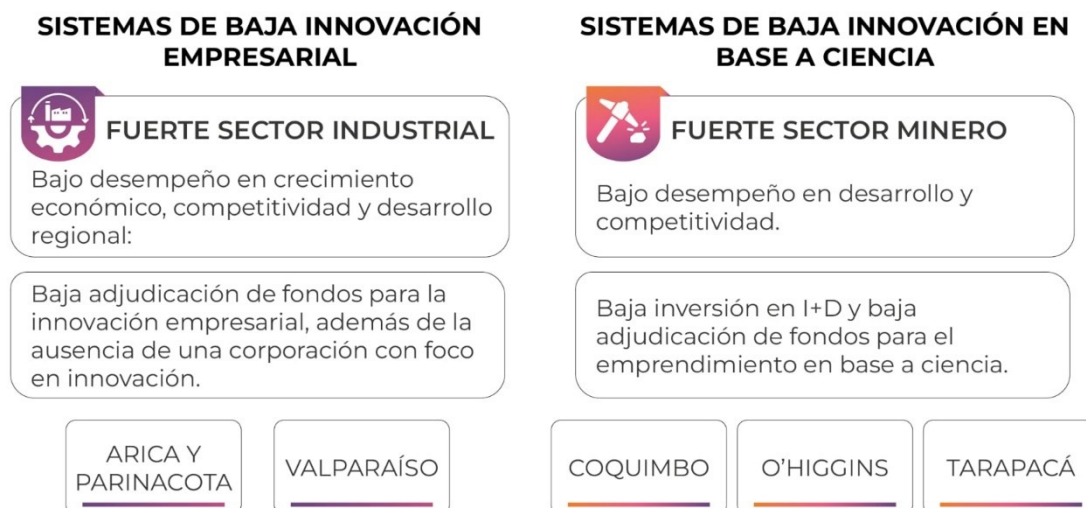 SISTEMAS DE BAJA INNOVACIÓN
EMPRESARIAL
FUERTE SECTOR INDUSTRIAL
Bajo desempeño en crecimiento
económico, competitividad y desarrollo
regional:
Baja adjudicación de fondos para la
innovación empresarial, además de la
ausencia de una corporación con foco
en innovación.
ARICA Y
PARINACOTA
VALPARAÍSO
SISTEMAS DE BAJA INNOVACIÓN EN
BASE A CIENCIA
FUERTE SECTOR MINERO
Bajo desempeño en desarrollo y
competitividad.
Baja inversión en I+D y baja
adjudicación de fondos para el
emprendimiento en base a ciencia.
COQUIMBO
O’HIGGINS
TARAPACÁ